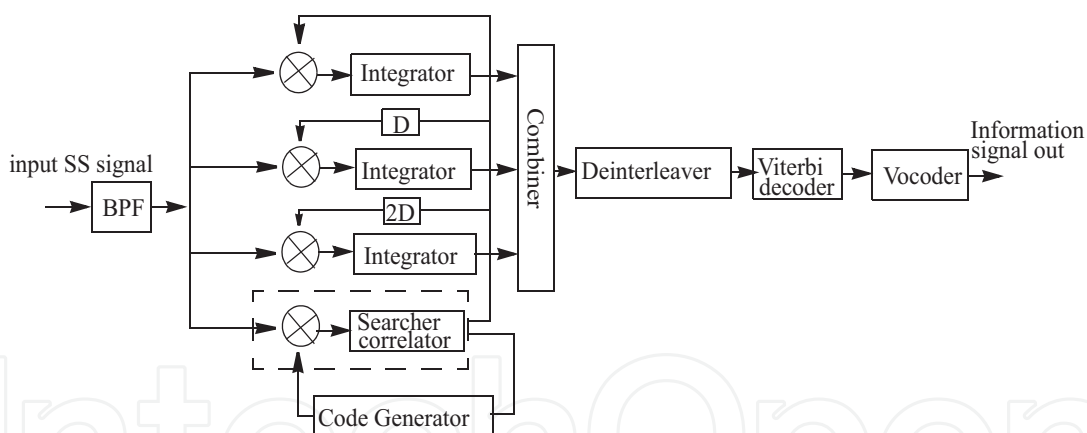 input SS signal
BPF
Integrator
D
Integrator
2D
Integrator
Searcher
correlator
Code Generator
Combiner
Deinterleaver
Viterbi
decoder
Vocoder
Information
signal out
IntechOpen